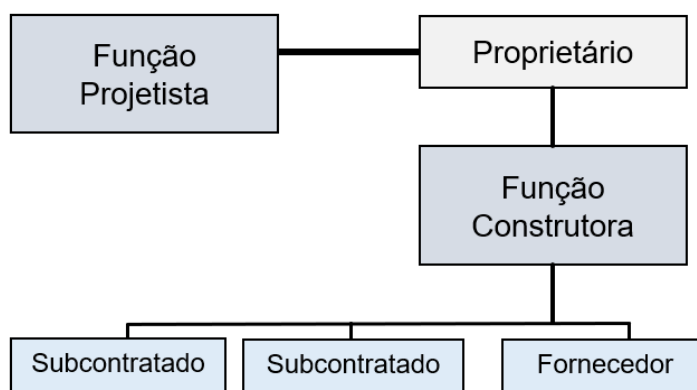 Função
Projetista
Proprietário
Função
Construtora
Subcontratado
Subcontratado
Fornecedor